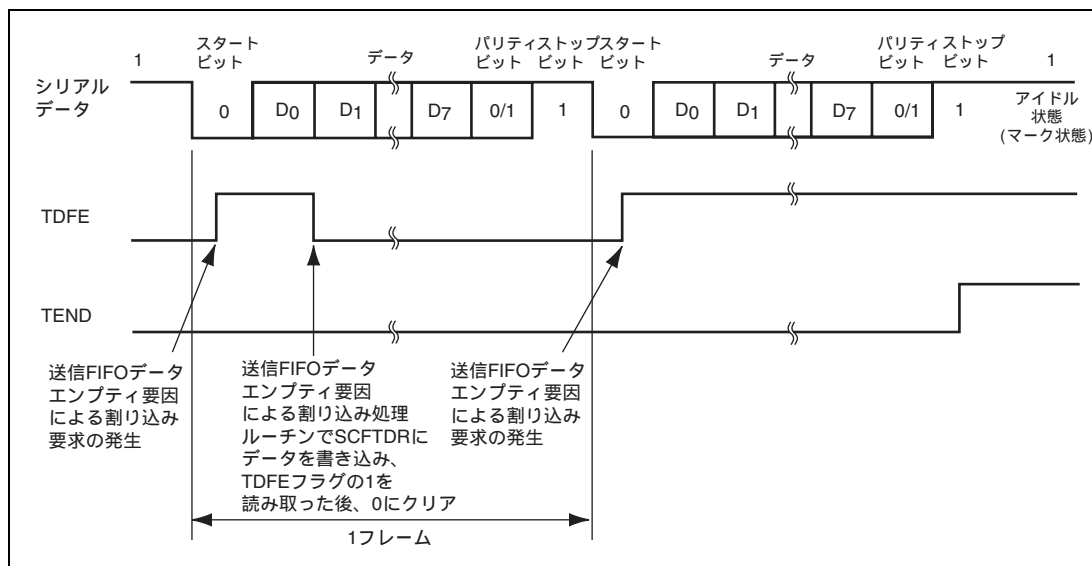 1
スタート
ビット
データ
パリティ
ビット
ストップ
ビット
スタート
ビット
データ
パリティ
ビット
ストップ
ビット
1
シリアル
データ
0
D0
D1
D7
0/1
1
0
D0
D1
D7
0/1
1
アイドル
状態
(マーク状態)
TDFE
TEND
送信FIFOデータ
エンプティ要因
による割り込み
要求の発生
送信FIFOデータ
エンプティ要因
による割り込み処理
ルーチンでSCFTDRに
データを書き込み、
TDFEフラグの1を
読み取った後、0にクリア
送信FIFOデータ
エンプティ要因
による割り込み
要求の発生
1フレーム